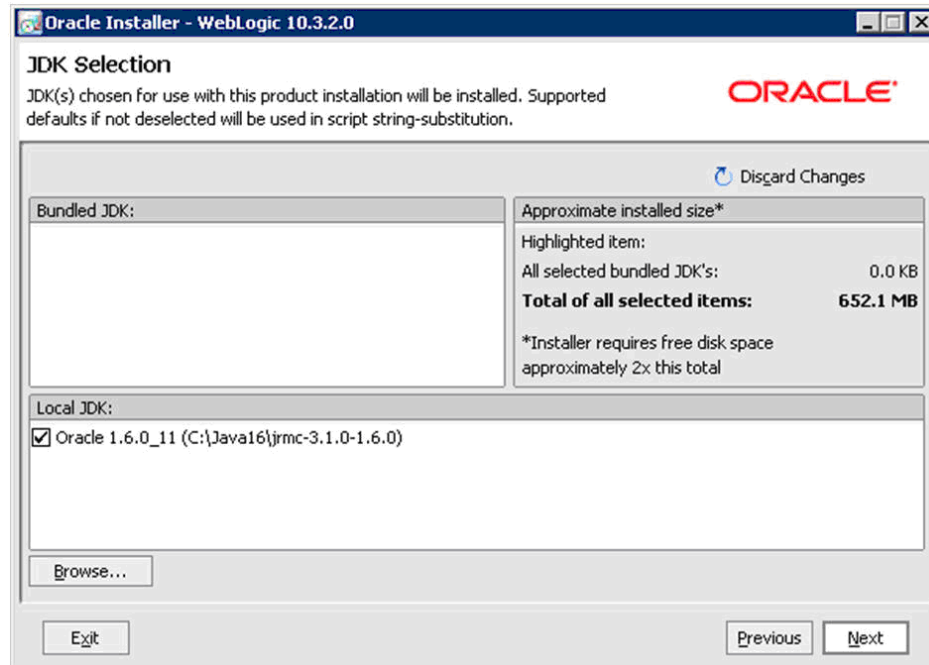 Oracle Installer - WebLogic 10.3.2.0
JDK Selection
JDK(s) chosen for use with this product installation will be installed. Supported
defaults if not deselected will be used in script string-substitution.
ORACLE
Discard Changes
Bundled JDK:
Approximate installed size*
Highlighted item:
All selected bundled JDK's: 0.0 KB
Total of all selected items: 652.1 MB
*Installer requires free disk space
approximately 2x this total
Local JDK:
Oracle 1.6.0_11 (C:\Java16\jrmc-3.1.0-1.6.0)
Browse...
Exit
Previous
Next